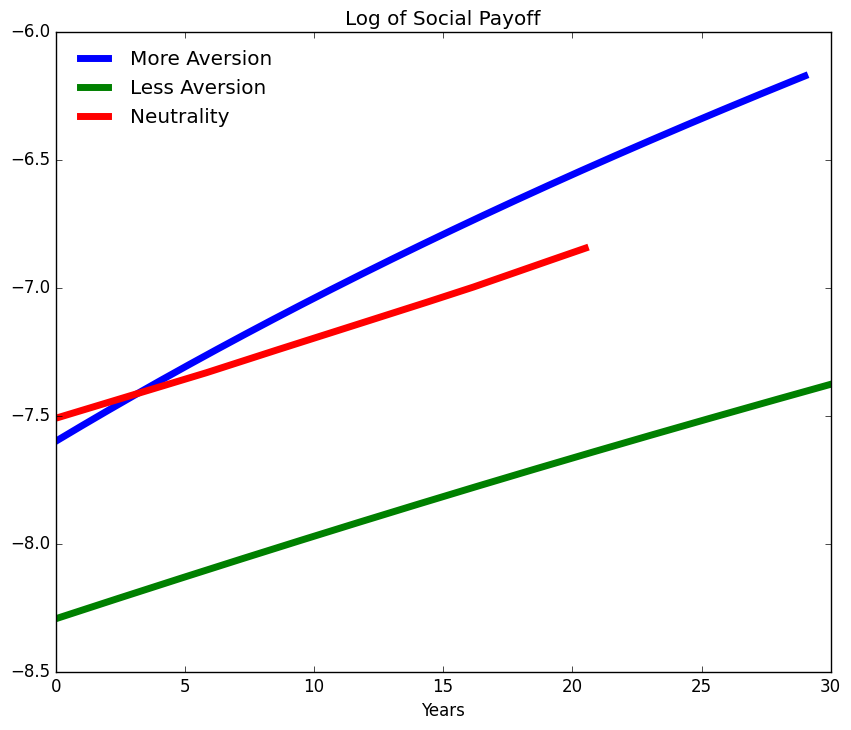 Log of Social Payoff
−6.0
−6.5
−7.0
−7.5
−8.0
−8.5
More Aversion
Less Aversion
Neutrality
0 5 10 15 20 25 30
Years